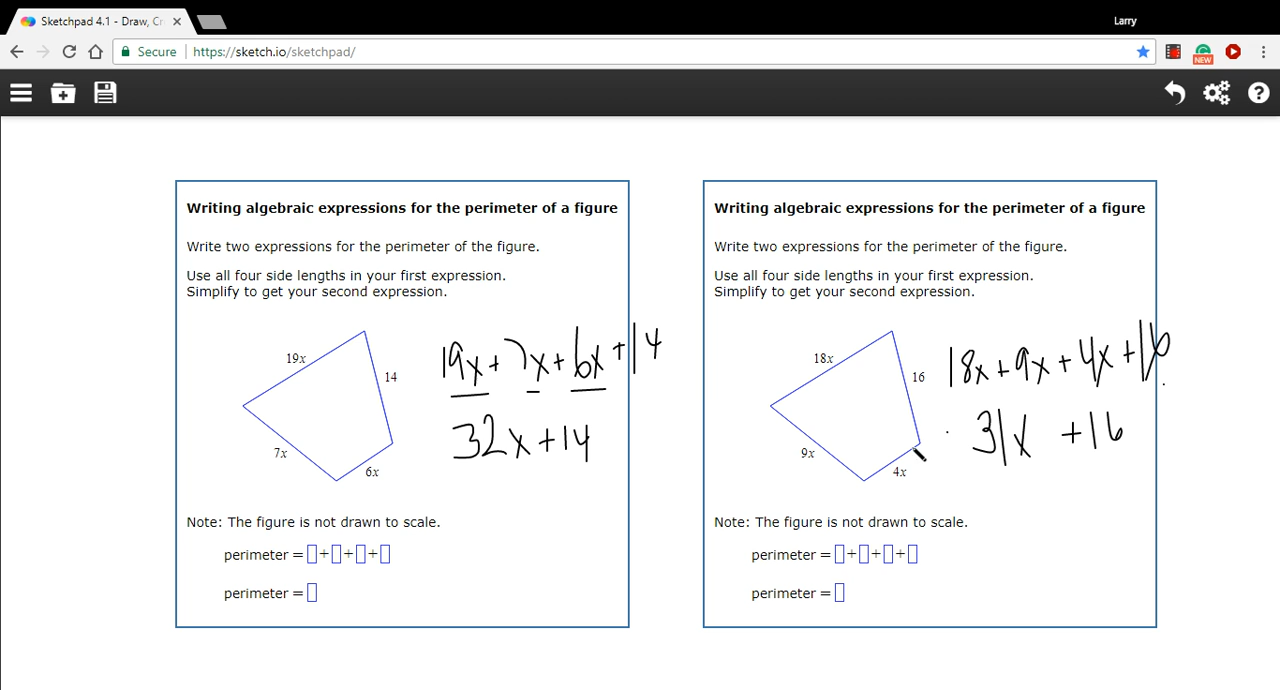 Sketchpad 4.1 - Draw, Cr
Larry
Secure
https://sketch.io/sketchpad/
NEW
Writing algebraic expressions for the perimeter of a figure
Write two expressions for the perimeter of the figure.
Use all four side lengths in your first expression.
Simplify to get your second expression.
19x
14
7x
6x
19x+7x+6x+14
32x+14
Note: The figure is not drawn to scale.
perimeter = + + +
perimeter =
Writing algebraic expressions for the perimeter of a figure
Write two expressions for the perimeter of the figure.
Use all four side lengths in your first expression.
Simplify to get your second expression.
18x
16
9x
4x
18x+9x+4x+16
31x +16
Note: The figure is not drawn to scale.
perimeter = + + +
perimeter =